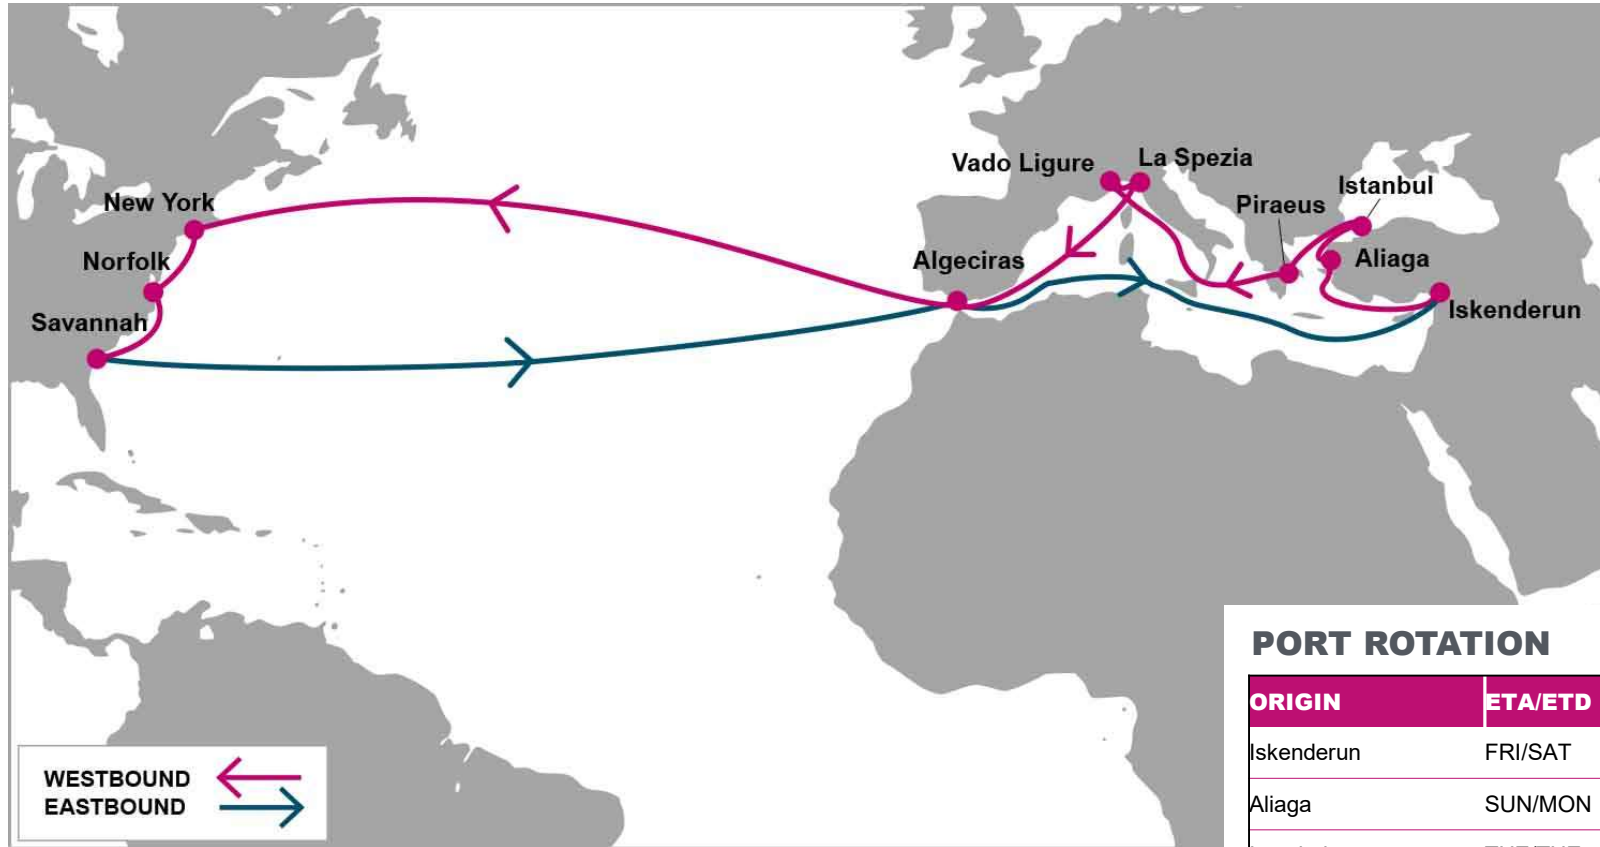 Vado Ligure
La Spezia
Istanbul
Piraeus
New York
Norfolk
Algeciras
Aliaga
Savannah
Iskenderun
PORT ROTATION
ORIGIN ETA/ETD
Iskenderun FRI/SAT
Aliaga SUN/MON
WESTBOUND
EASTBOUND